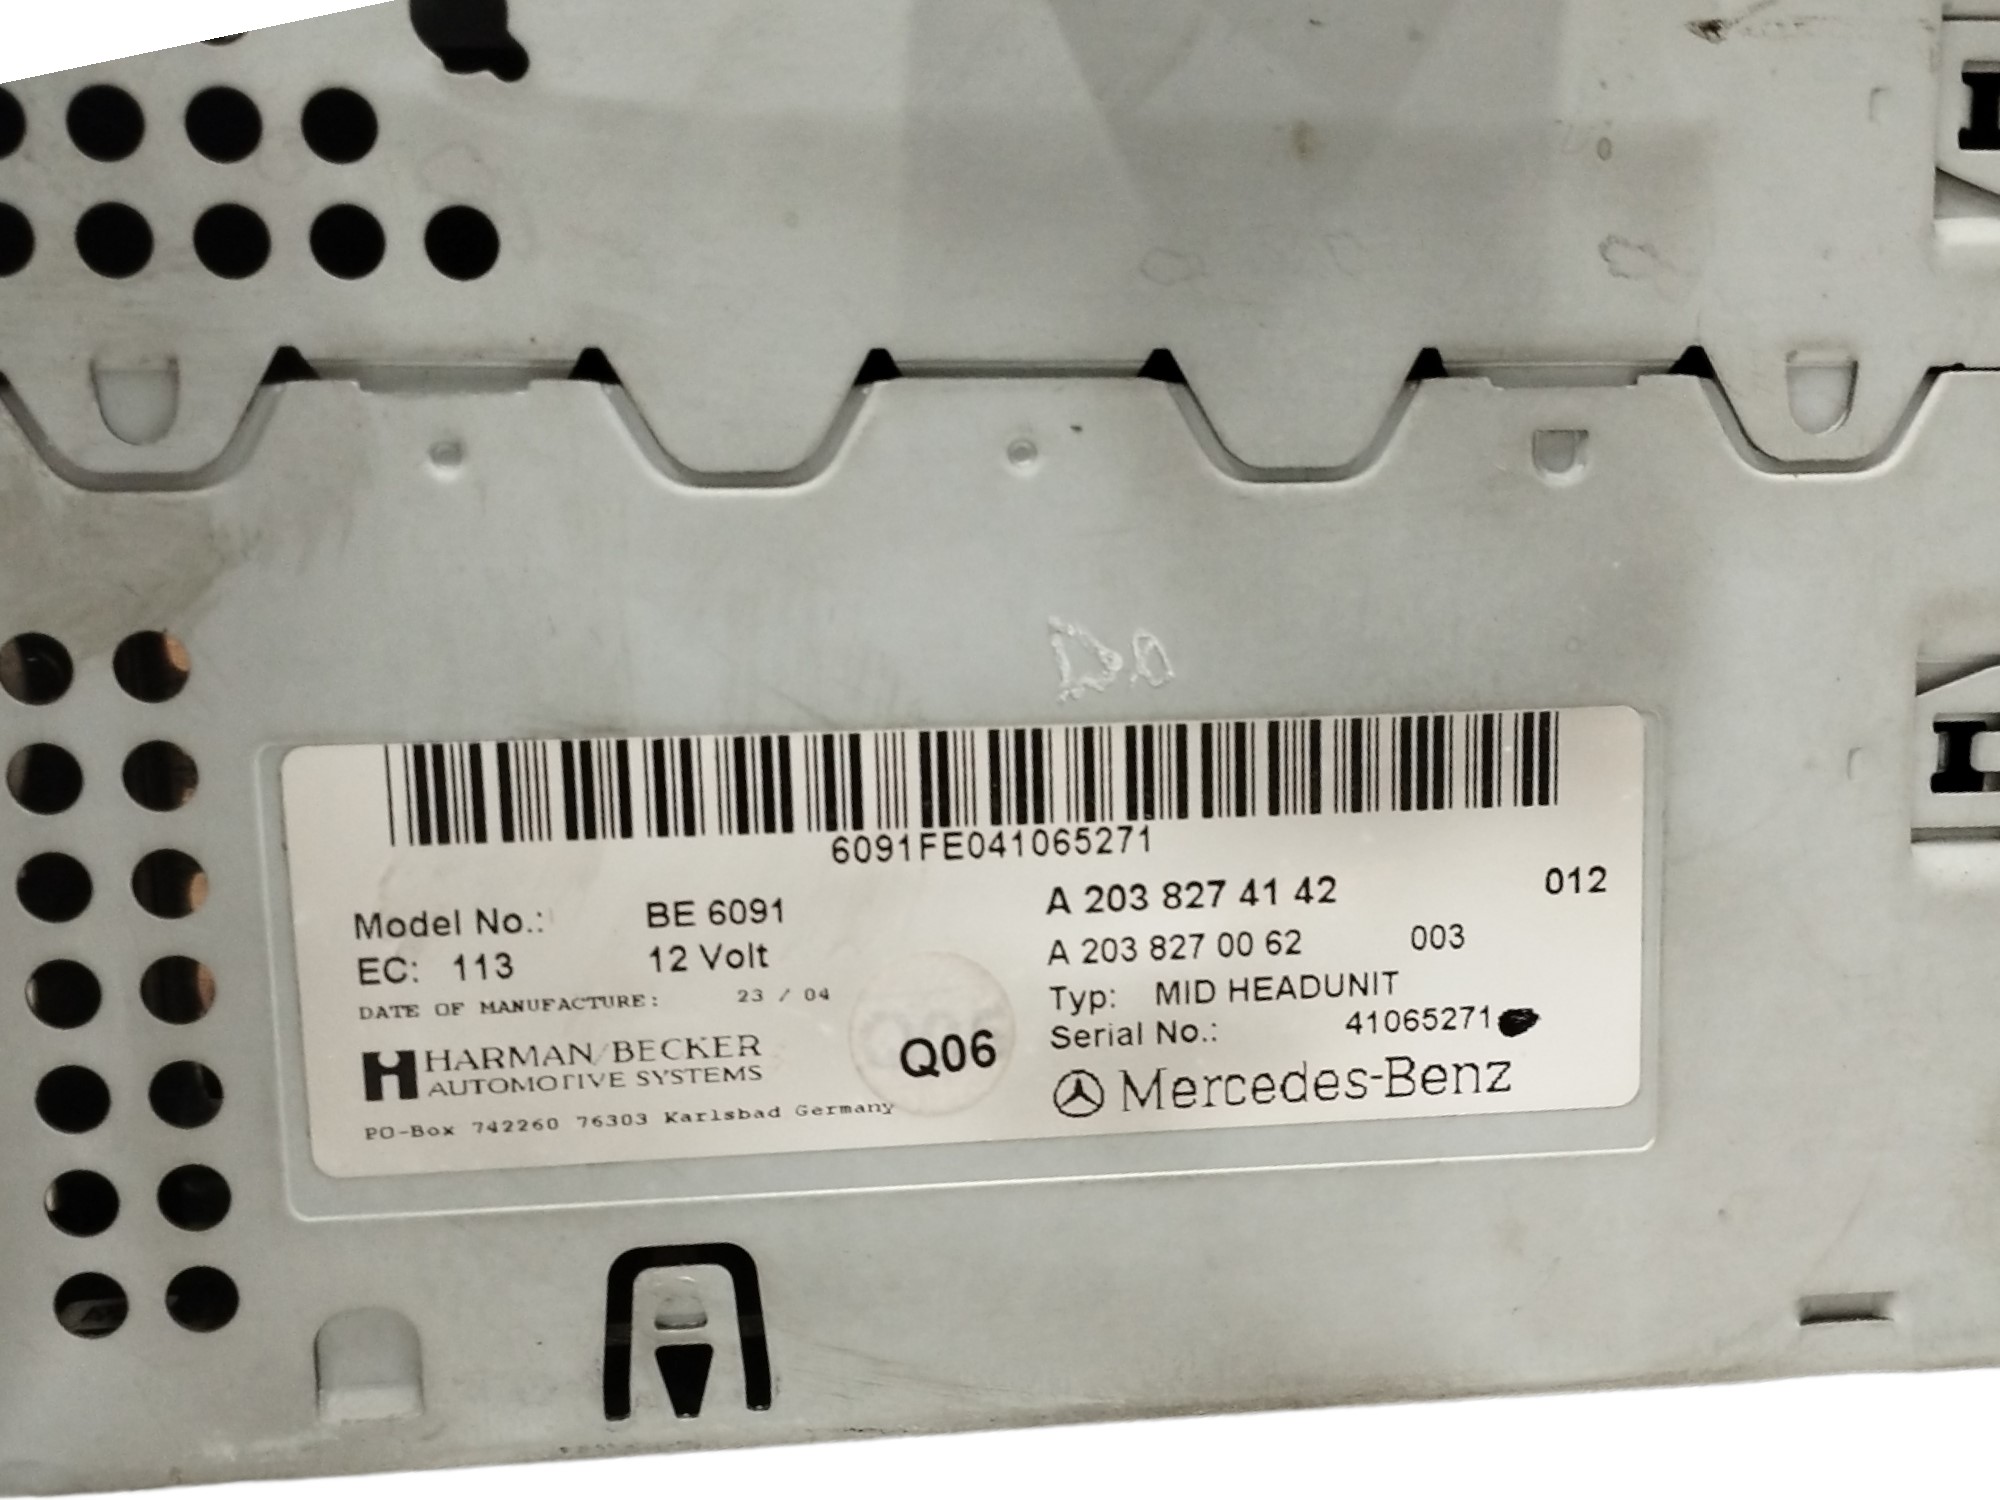 6091FE041065271
Model No.: BE 6091
EC: 113 12 Volt
DATE OF MANUFACTURE: 23 / 04
HARMAN/BECKER
AUTOMOTIVE SYSTEMS
PO-Box 742260 76303 Karlsbad Germany
Q06
A 203 827 41 42 012
A 203 827 00 62 003
Typ: MID HEADUNIT
Serial No.: 41065271
Mercedes-Benz